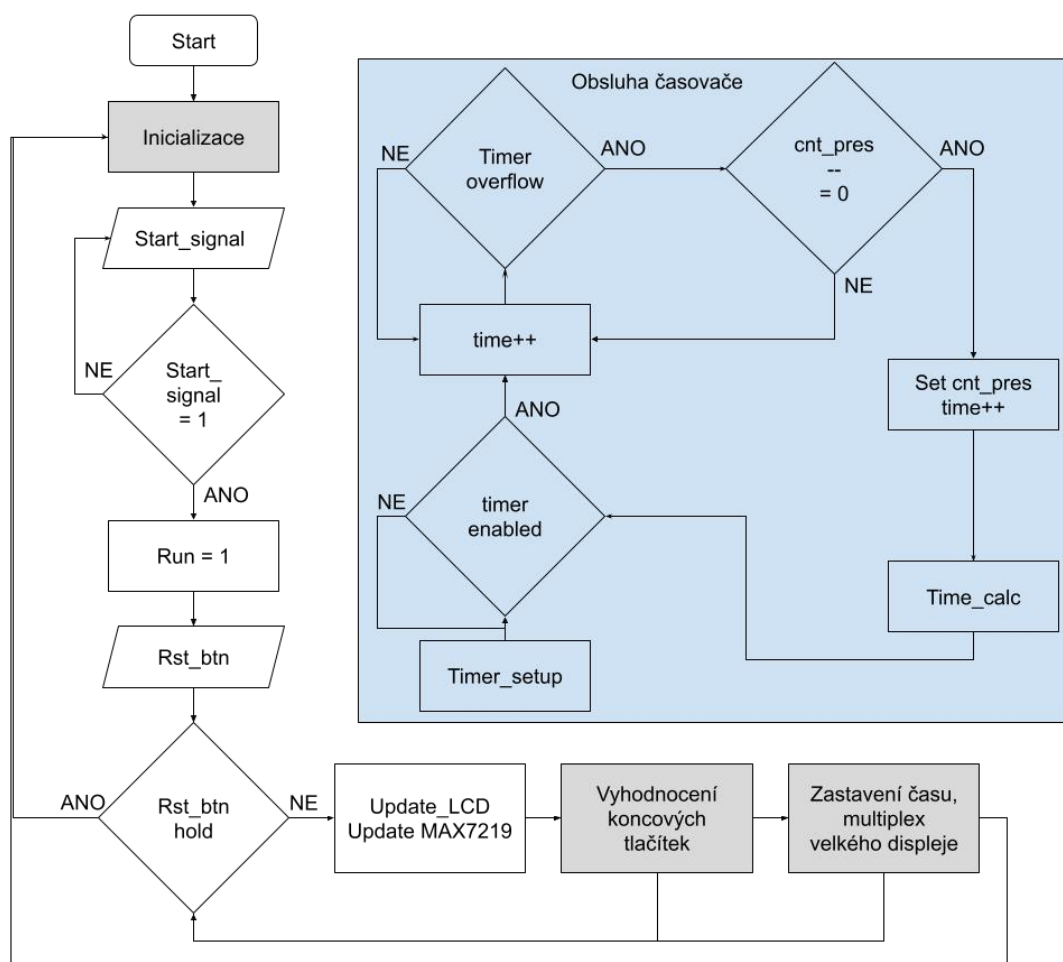 Start
Inicializace
Start_signal
NE
Start_
signal
= 1
ANO
Run = 1
Rst_btn
ANO
Rst_btn
hold
NE
Update_LCD
Update MAX7219
Vyhodnocení
koncových
tlačítek
Zastavení času,
multiplex
velkého displeje
Obsluha časovače
NE
Timer
overflow
ANO
cnt_pres
--
= 0
ANO
NE
time++
Set cnt_pres
time++
ANO
NE
timer
enabled
Time_calc
Timer_setup